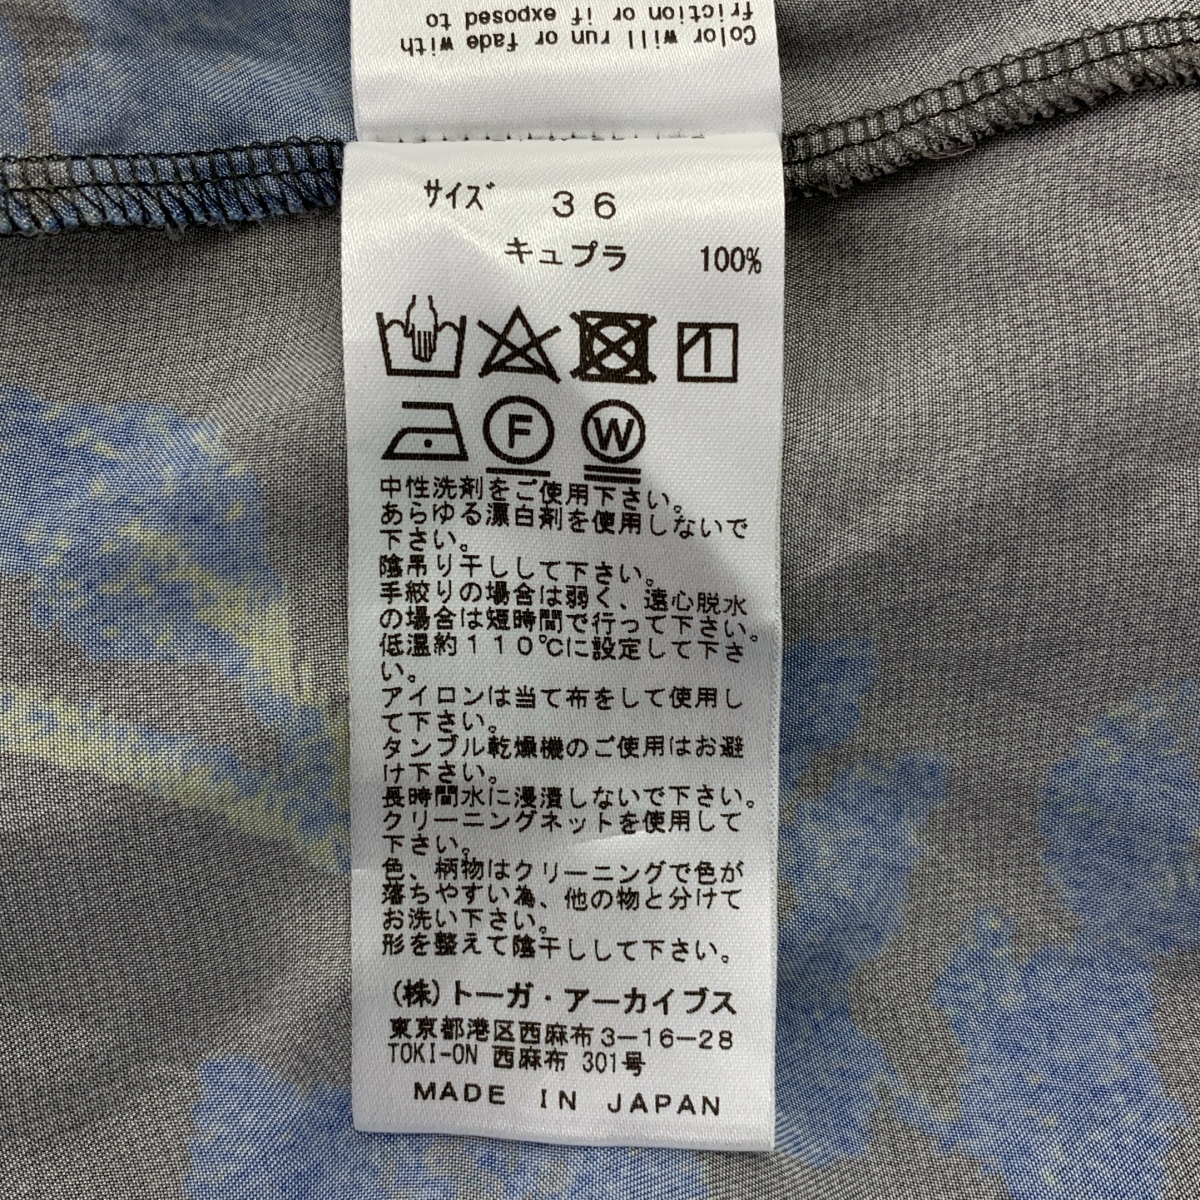 Color will run or fade with
friction or if exposed to
サイズ 36
キュプラ 100%
F W
中性洗剤をご使用下さい。
あらゆる漂白剤を使用しないで
下さい。
陰吊り干しして下さい。
手絞りの場合は弱く、遠心脱水
の場合は短時間で行って下さい。
低温約110℃に設定して下さ
い。
アイロンは当て布をして使用し
て下さい。
タンブル乾燥機のご使用はお避
け下さい。
長時間水に浸漬しないで下さい。
クリーニングネットを使用して
下さい。
色、柄物はクリーニングで色が
落ちやすい為、他の物と分けて
お洗い下さい。
形を整えて陰干しして下さい。
(株)トーガ・アーカイブス
東京都港区西麻布3-16-28
TOKI-ON 西麻布 301号
MADE IN JAPAN